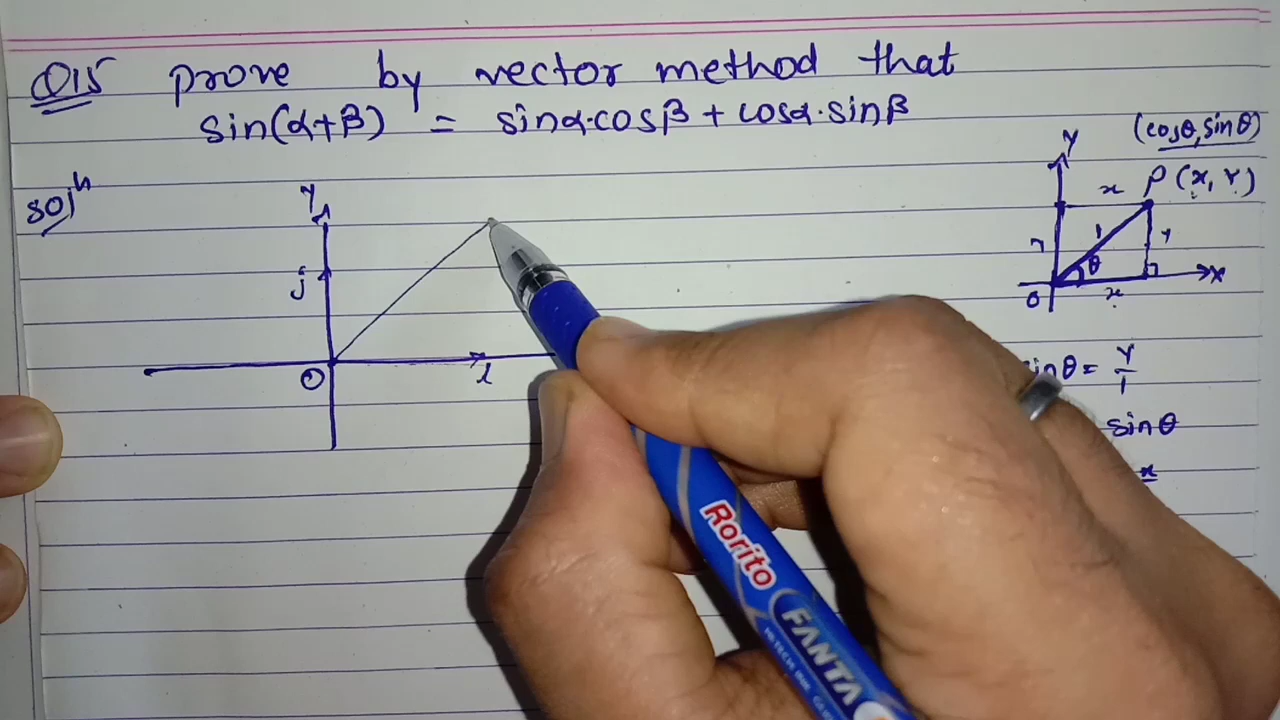 Q15 prove by vector method that
sin(α+β) = sinα·cosβ + cosα·sinβ
Solⁿ
Y
j
O
i
(cosθ, sinθ)
Y
x P (x, Y)
Y 1 Y
θ
O x X
sinθ = Y/1
sinθ
x
Rorito
FANTA